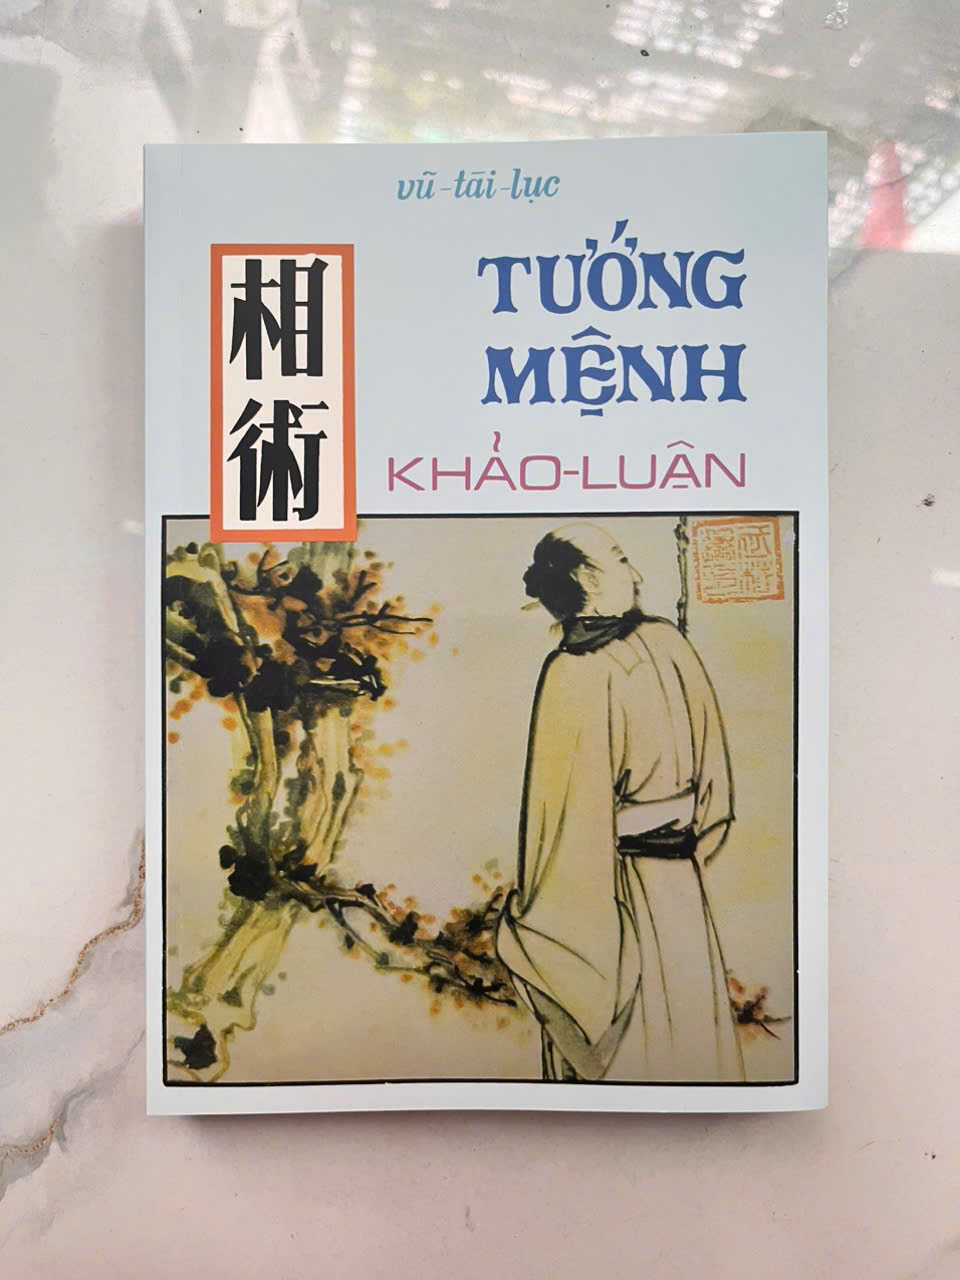 vũ-tài-lục
相
術
TƯỚNG
MỆNH
KHẢO-LUẬN